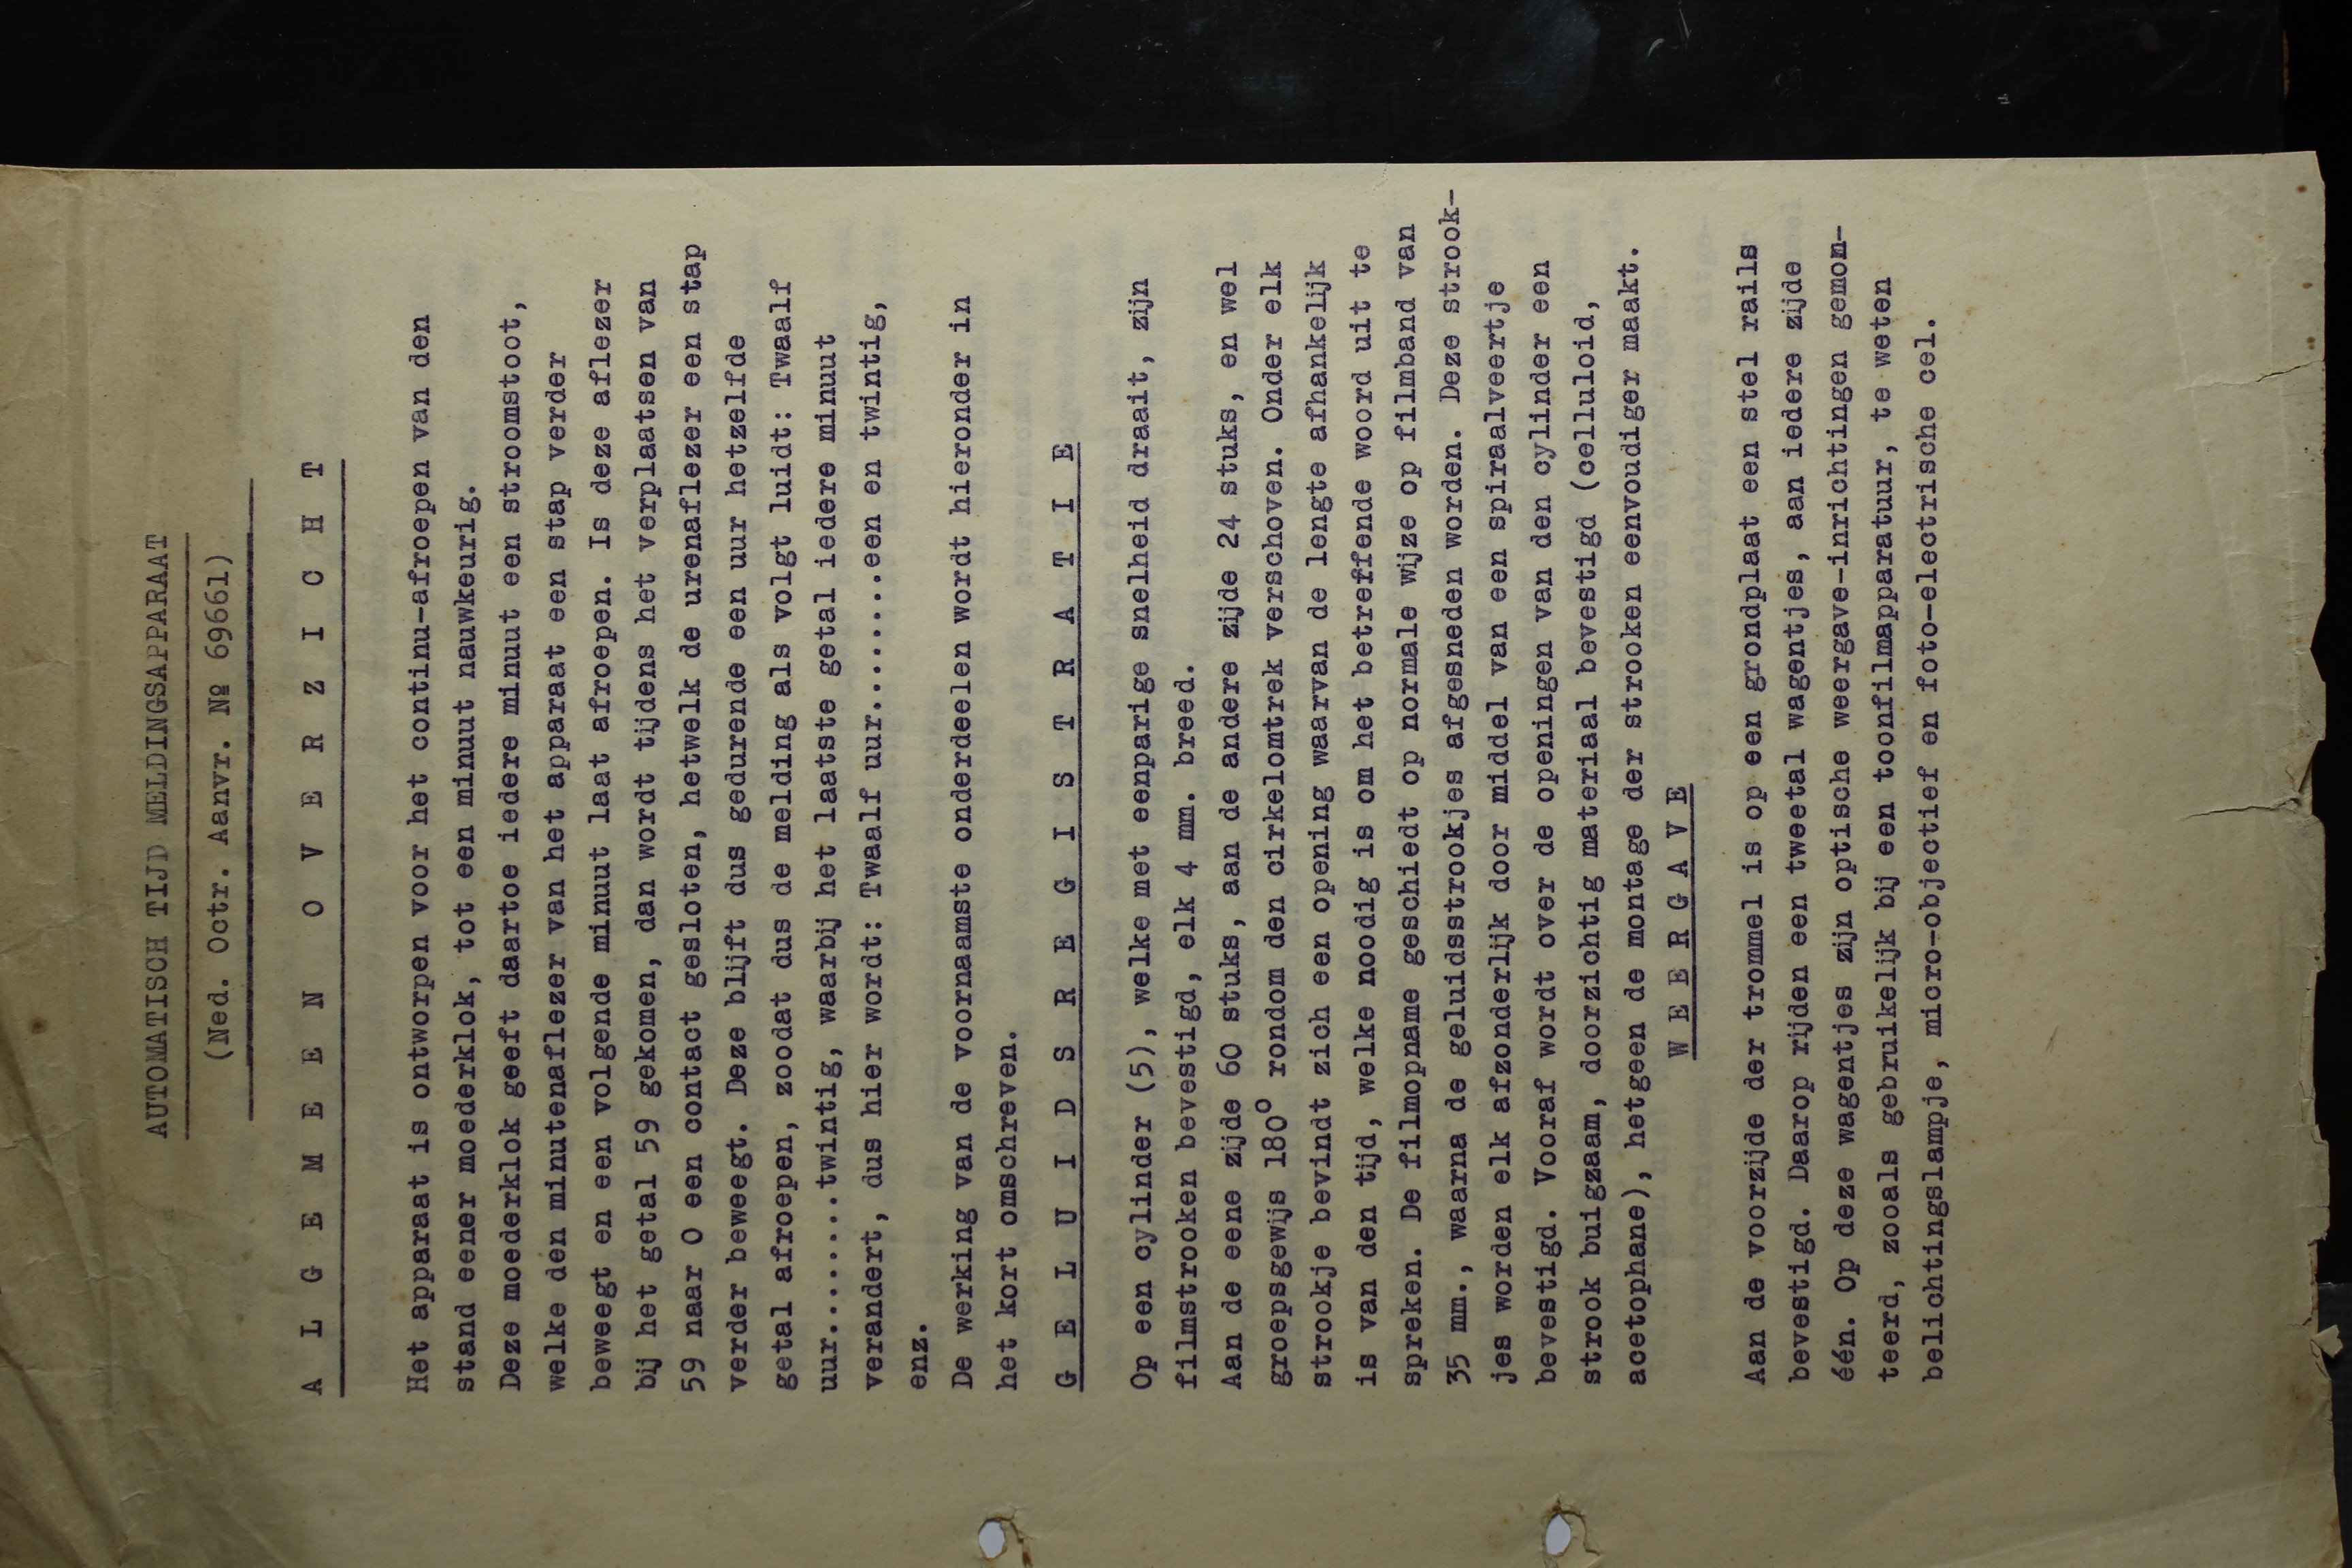 AUTOMATISCH TIJD MELDINGSAPPARAAT
(Ned. Octr. Aanvr. № 69661)
A L G E M E E N   O V E R Z I C H T
Het apparaat is ontworpen voor het continu-afroepen van den
stand eener moederklok, tot een minuut nauwkeurig.
Deze moederklok geeft daartoe iedere minuut een stroomstoot,
welke den minutenaflezer van het apparaat een stap verder
beweegt en een volgende minuut laat afroepen. Is deze aflezer
bij het getal 59 gekomen, dan wordt tijdens het verplaatsen van
59 naar O een contact gesloten, hetwelk de urenaflezer een stap
verder beweegt. Deze blijft dus gedurende een uur hetzelfde
getal afroepen, zoodat dus de melding als volgt luidt: Twaalf
uur.........twintig, waarbij het laatste getal iedere minuut
verandert, dus hier wordt: Twaalf uur.........een en twintig,
enz.
De werking van de voornaamste onderdeelen wordt hieronder in
het kort omschreven.
G E L U I D S R E G I S T R A T I E
Op een cylinder (5), welke met eenparige snelheid draait, zijn
filmstrooken bevestigd, elk 4 mm. breed.
Aan de eene zijde 60 stuks, aan de andere zijde 24 stuks, en wel
groepsgewijs 180° rondom den cirkelomtrek verschoven. Onder elk
strookje bevindt zich een opening waarvan de lengte afhankelijk
is van den tijd, welke noodig is om het betreffende woord uit te
spreken. De filmopname geschiedt op normale wijze op filmband van
35 mm., waarna de geluidsstrookjes afgesneden worden. Deze strook-
jes worden elk afzonderlijk door middel van een spiraalveertje
bevestigd. Vooraf wordt over de openingen van den cylinder een
strook buigzaam, doorzichtig materiaal bevestigd (celluloid,
acetophane), hetgeen de montage der strooken eenvoudiger maakt.
W E E R G A V E
Aan de voorzijde der trommel is op een grondplaat een stel rails
bevestigd. Daarop rijden een tweetal wagentjes, aan iedere zijde
één. Op deze wagentjes zijn optische weergave-inrichtingen gemon-
teerd, zooals gebruikelijk bij een toonfilmapparatuur, te weten
belichtingslampje, micro-objectief en foto-electrische cel.